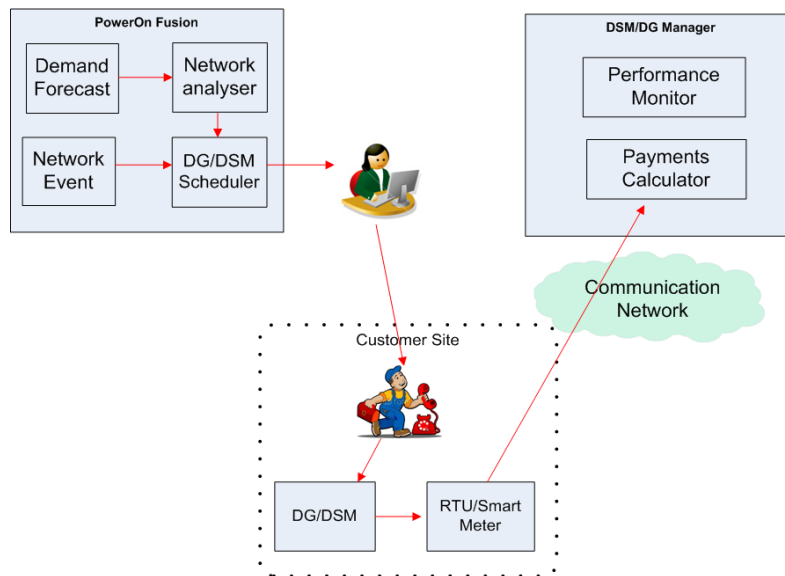 PowerOn Fusion
Demand
Forecast
Network
analyser
Network
Event
DG/DSM
Scheduler
DSM/DG Manager
Performance
Monitor
Payments
Calculator
Communication
Network
Customer Site
DG/DSM
RTU/Smart
Meter